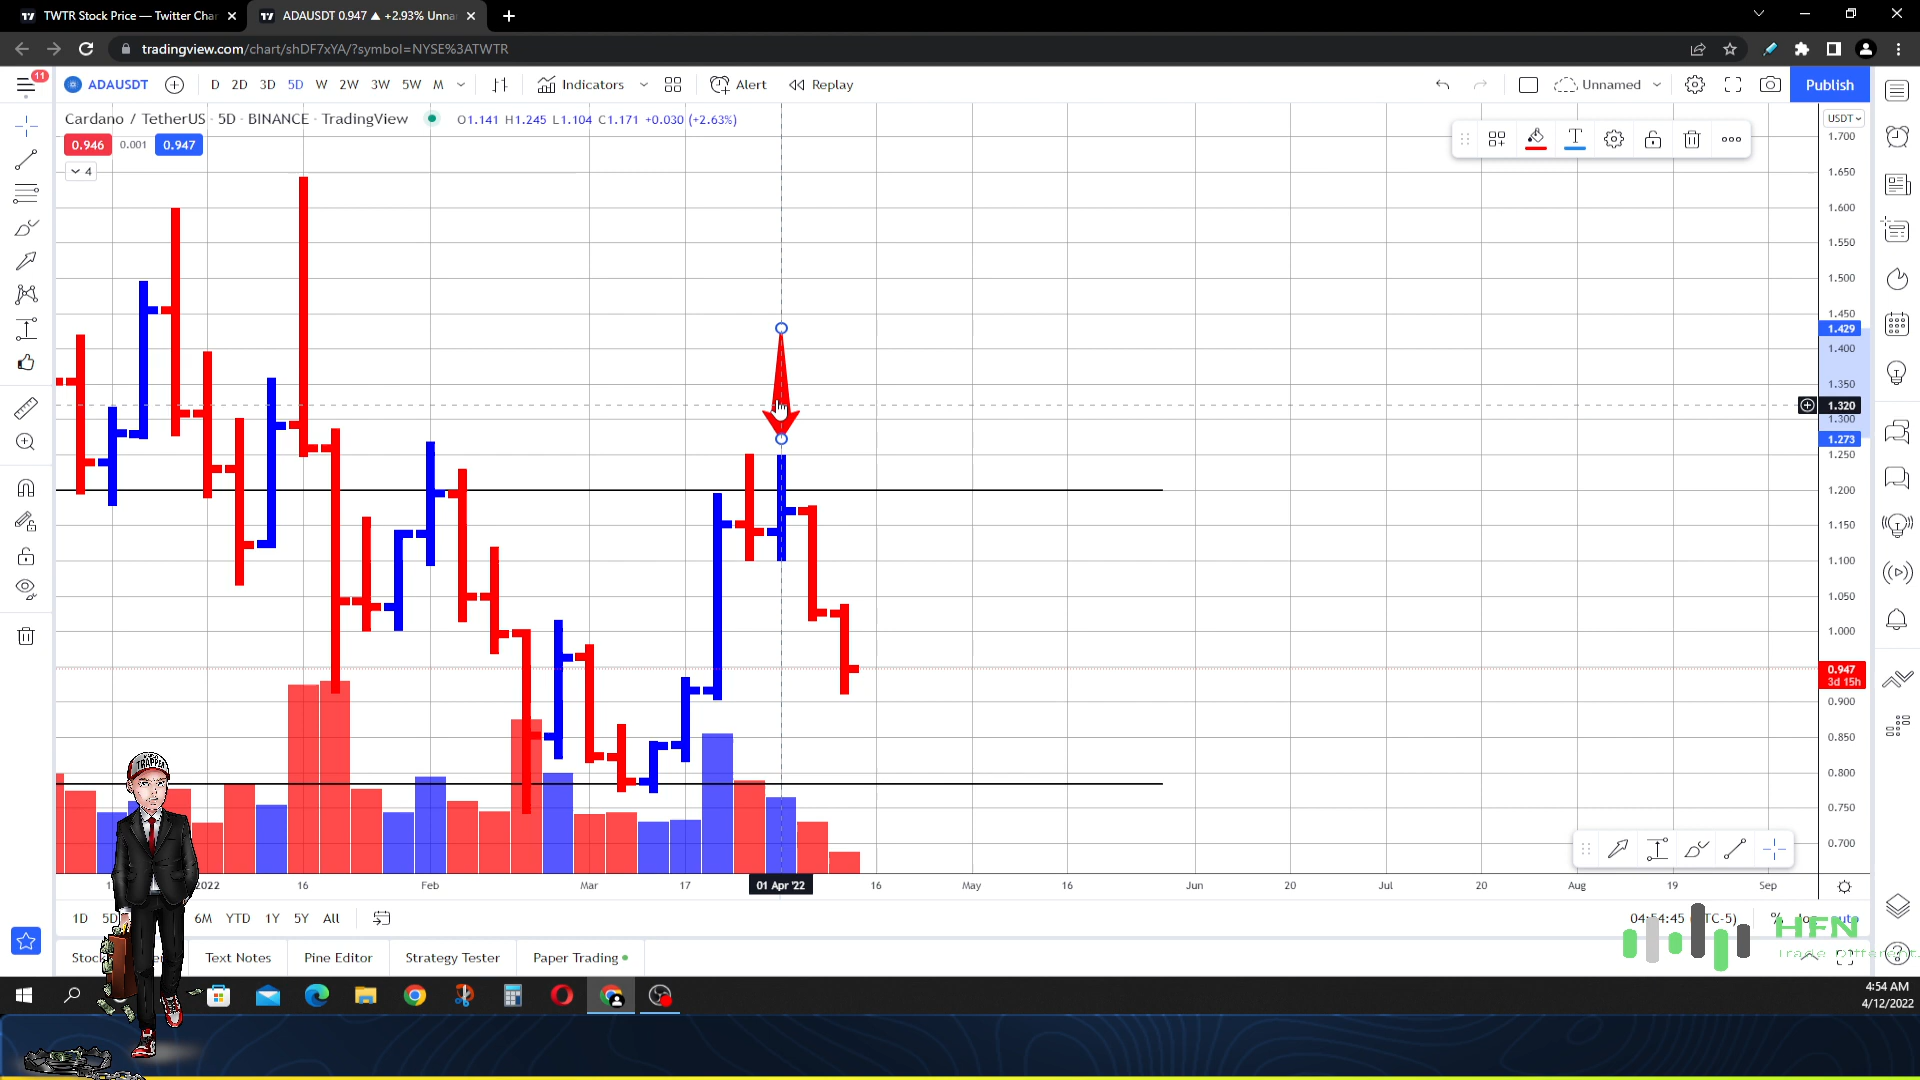 TWTR Stock Price — Twitter Char
ADAUSDT 0.947 ▲ +2.93% Unna
tradingview.com/chart/shDF7xYA/?symbol=NYSE%3ATWTR
11
ADAUSDT D 2D 3D 5D W 2W 3W 5W M Indicators Alert Replay Unnamed Publish
Cardano / TetherUS · 5D · BINANCE · TradingView O1.141 H1.245 L1.104 C1.171 +0.030 (+2.63%)
USDT
0.946 0.001 0.947
4
1.700
1.650
1.600
1.550
1.500
1.450
1.429
1.400
1.350
1.320
1.300
1.273
1.250
1.200
1.150
1.100
1.050
1.000
0.947
3d 15h
0.900
0.850
0.800
0.750
0.700
TRAPPER
2022 16 Feb Mar 17 01 Apr '22 16 May 16 Jun 20 Jul 20 Aug 19 Sep
1D 5D 6M YTD 1Y 5Y All
%
HFN
Trade Different.
Text Notes Pine Editor Strategy Tester Paper Trading
4:54 AM
4/12/2022